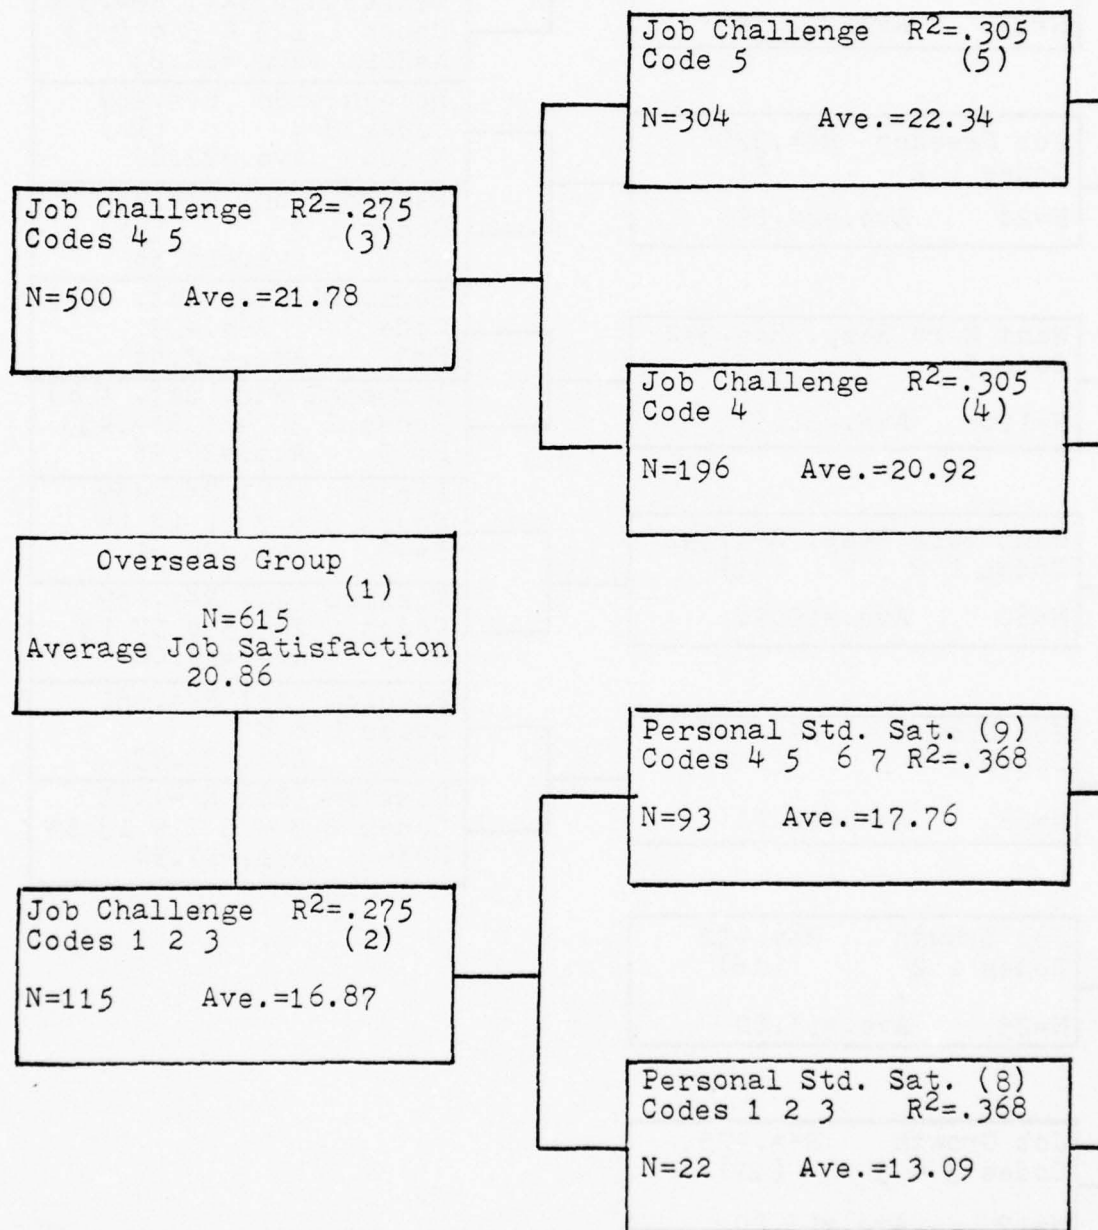 Job Challenge R²=.305
Code 5 (5)
N=304 Ave.=22.34
Job Challenge R²=.275
Codes 4 5 (3)
N=500 Ave.=21.78
Job Challenge R²=.305
Code 4 (4)
N=196 Ave.=20.92
Overseas Group
(1)
N=615
Average Job Satisfaction
20.86
Personal Std. Sat. (9)
Codes 4 5 6 7 R²=.368
N=93 Ave.=17.76
Job Challenge R²=.275
Codes 1 2 3 (2)
N=115 Ave.=16.87
Personal Std. Sat. (8)
Codes 1 2 3 R²=.368
N=22 Ave.=13.09